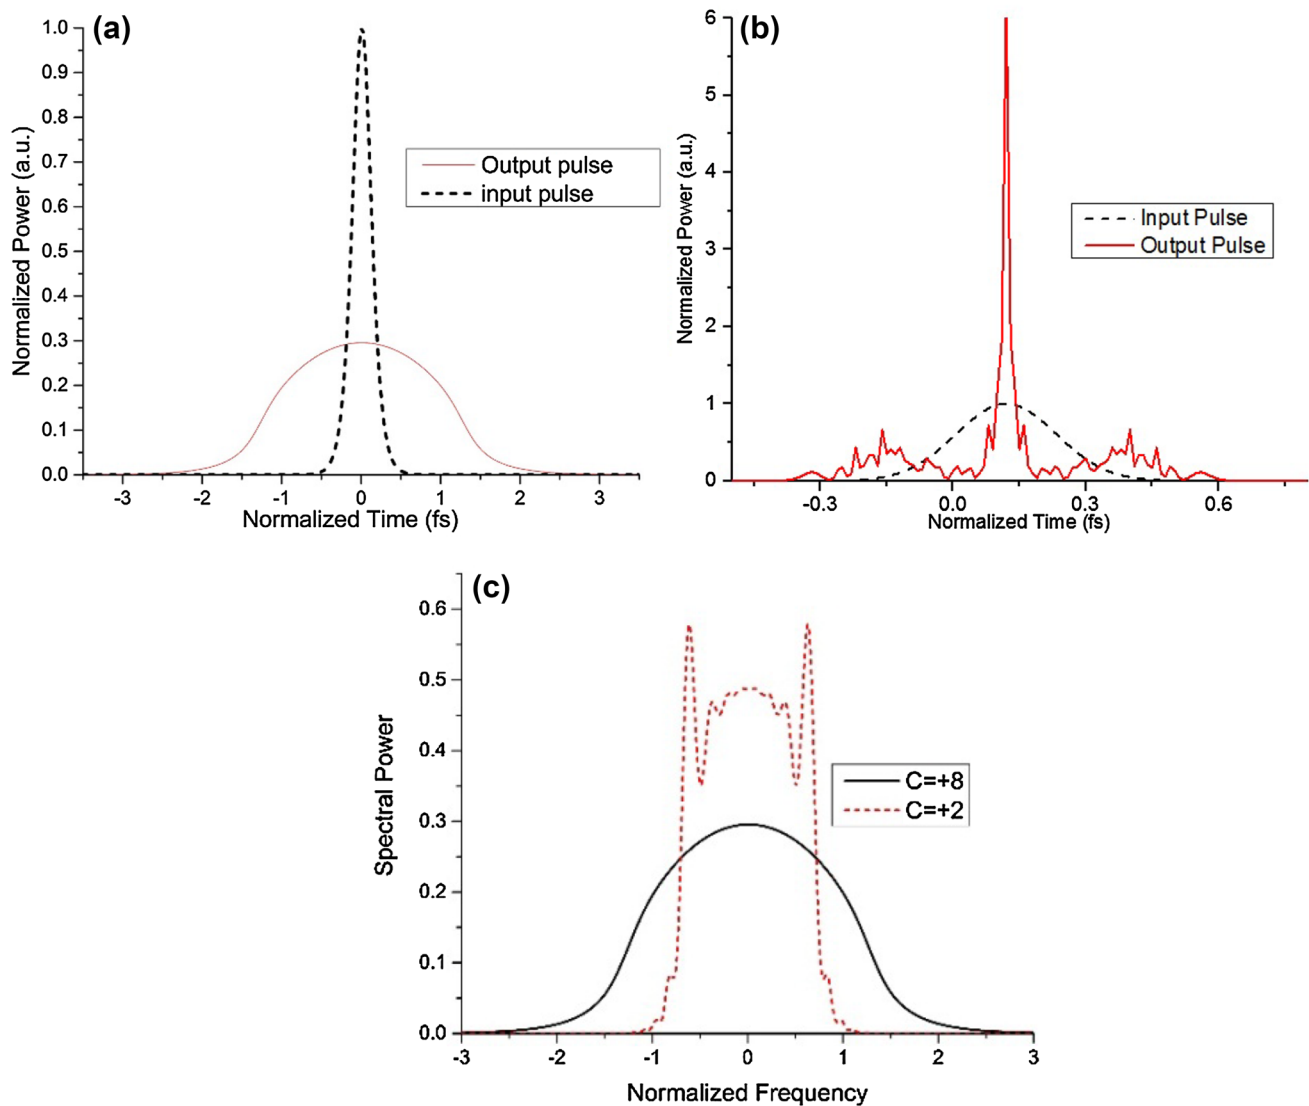 (a)
1.0
0.9
0.8
0.7
0.6
0.5
0.4
0.3
0.2
0.1
0.0
Normalized Power (a.u.)
Output pulse
input pulse
-3 -2 -1 0 1 2 3
Normalized Time (fs)
(b)
6
5
4
3
2
1
0
Normalized Power (a.u.)
Input Pulse
Output Pulse
-0.3 0.0 0.3 0.6
Normalized Time (fs)
(c)
0.6
0.5
0.4
0.3
0.2
0.1
0.0
Spectral Power
C=+8
C=+2
-3 -2 -1 0 1 2 3
Normalized Frequency